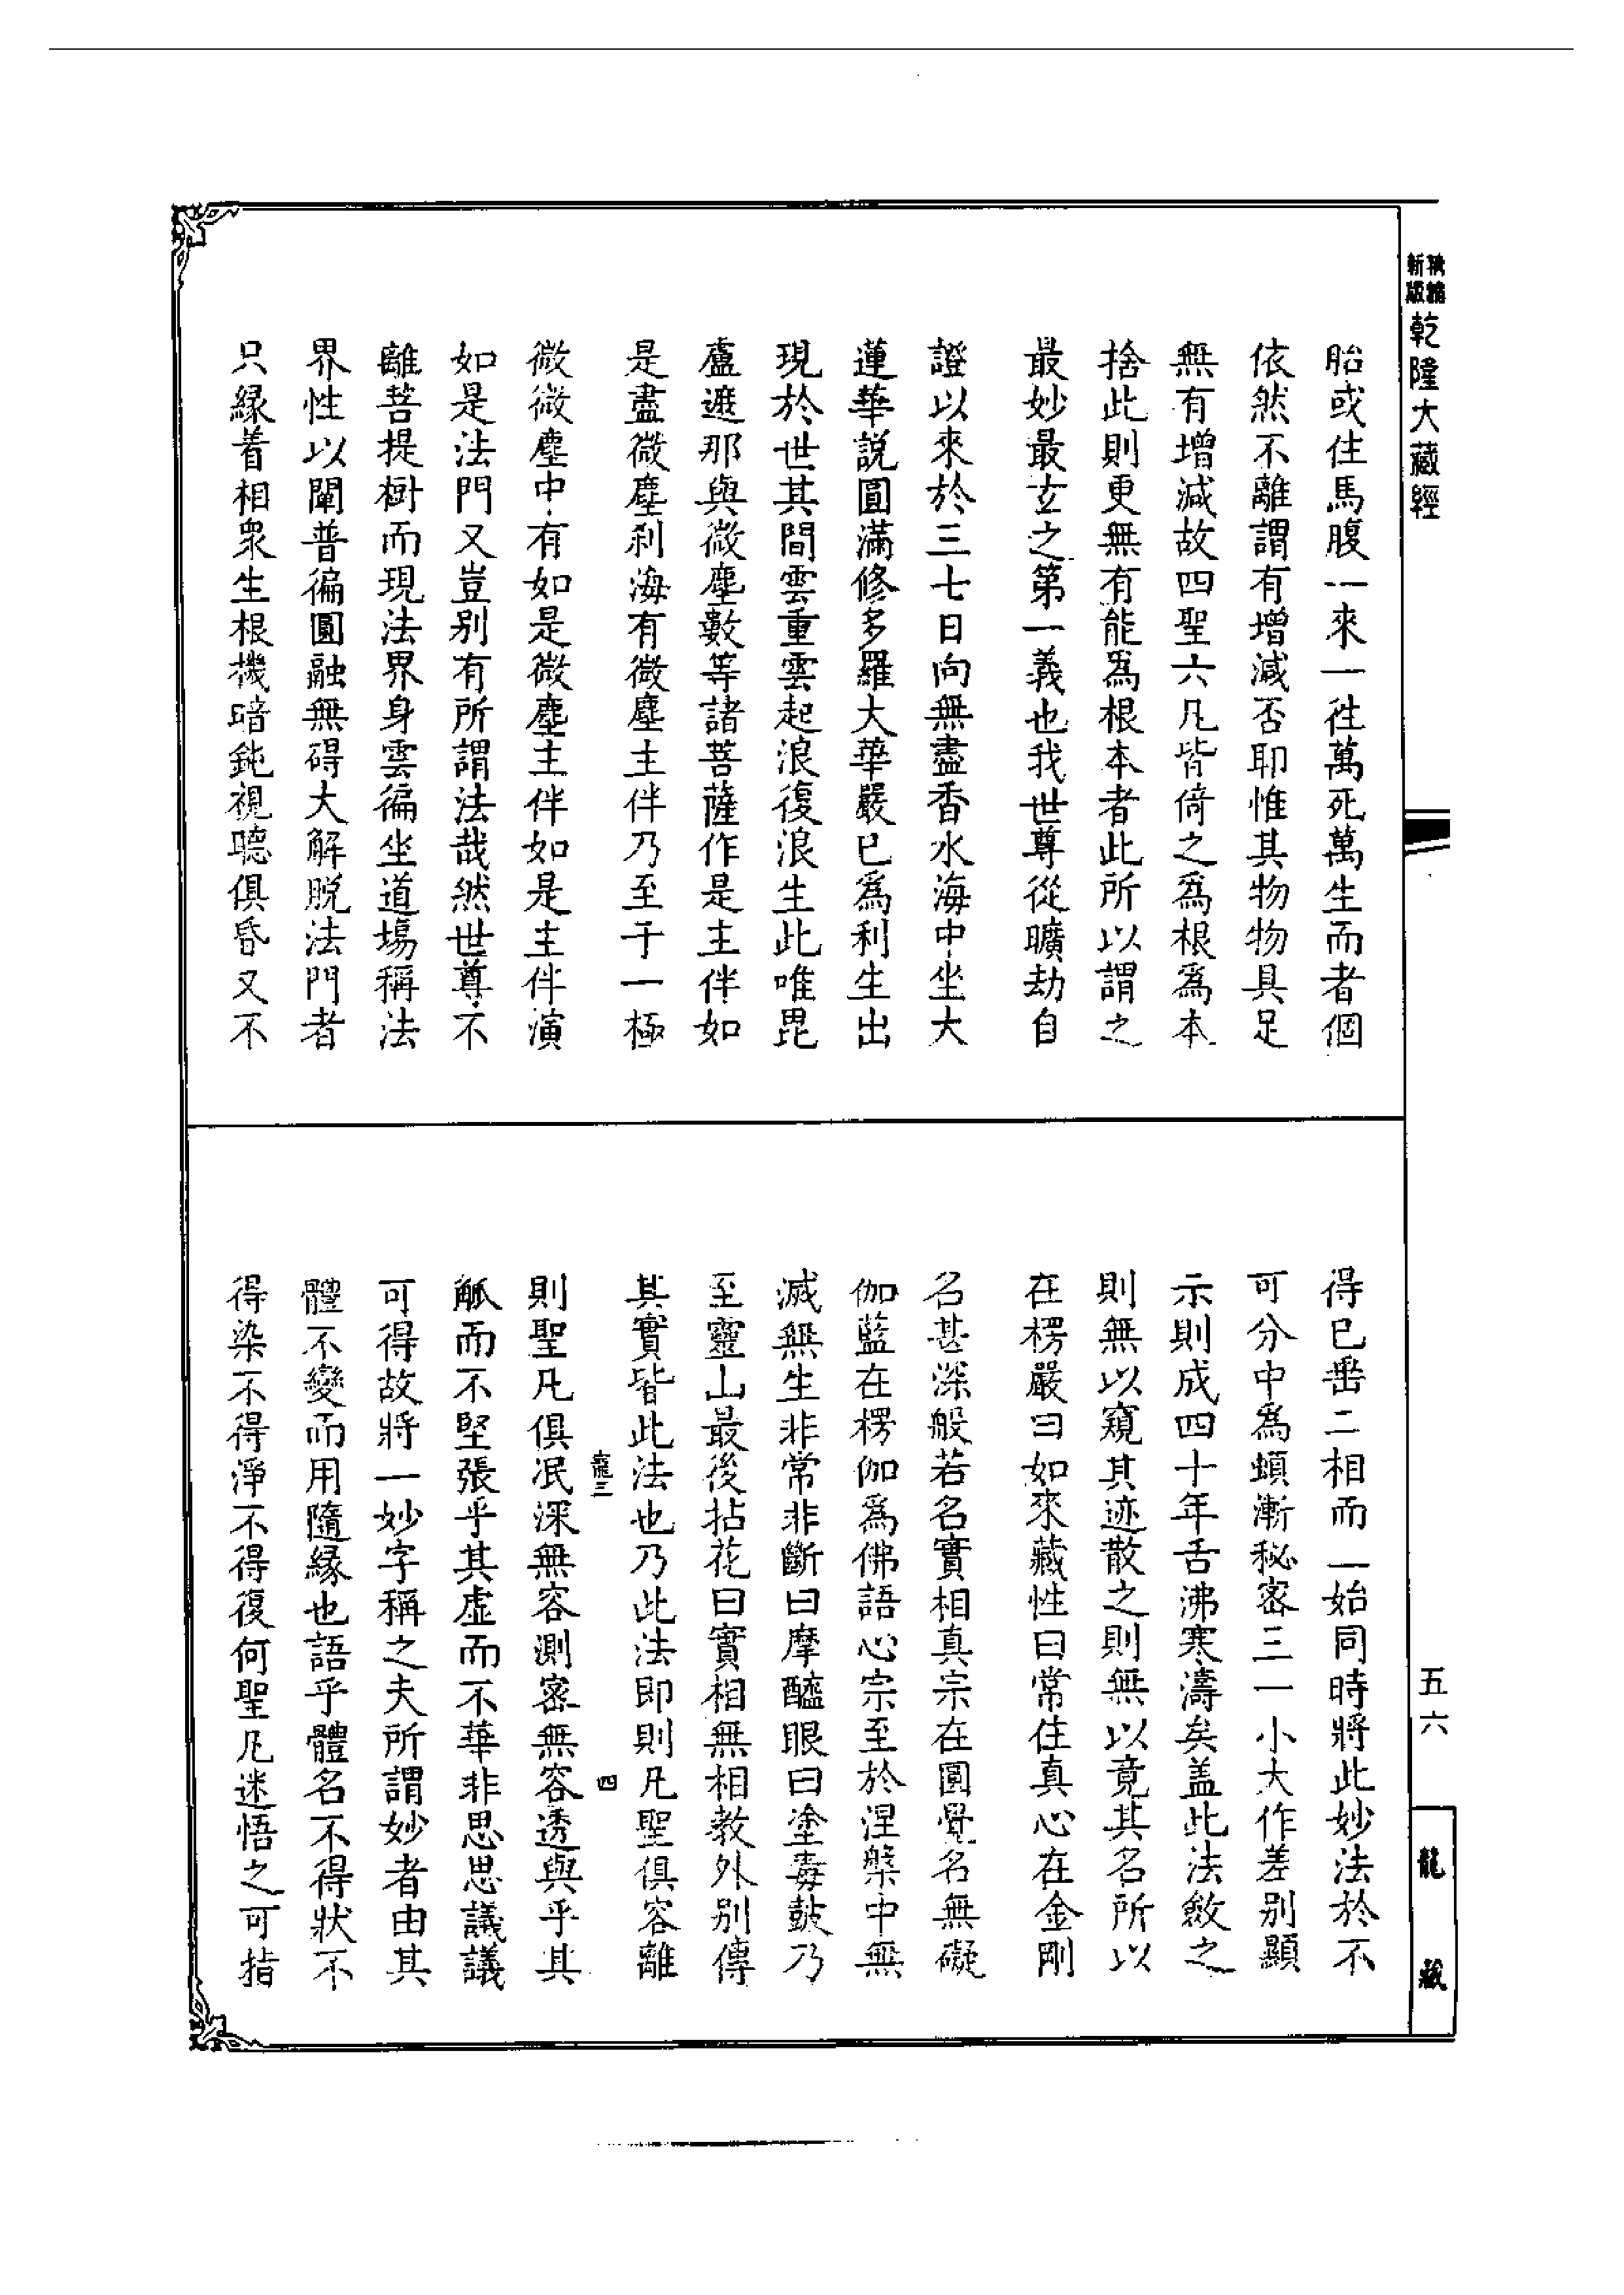 乾隆大藏經
胎或住馬腹一來一徃萬死萬生而者個
依然不離謂有增減否耶惟其物物具足
無有增減故四聖六凡皆倚之爲根爲本
捨此則更無有能爲根本者此所以謂之
最妙最玄之第一義也我世尊從曠劫自
證以來於三七日向無盡香水海中坐大
蓮華說圓滿修多羅大華嚴已爲利生出
現於世其間雲重雲起浪復浪生此唯毘
盧遮那與微塵數等諸菩薩作是主伴如
是盡微塵刹海有微塵主伴乃至于一極
微微塵中有如是微塵主伴如是主伴演
如是法門又豈别有所謂法哉然世尊不
離菩提樹而現法界身雲徧坐道場稱法
界性以闡普徧圓融無碍大解脫法門者
只緣着相衆生根機暗鈍視聽俱昏又不
得已垂二相而一始同時將此妙法於不
可分中爲頓漸秘密三一小大作差别顯
示則成四十年舌沸寒濤矣盖此法斂之
則無以窺其迹散之則無以竟其名所以
在楞嚴曰如來藏性曰常住真心在金剛
名甚深般若名實相真宗在圓覺名無礙
伽藍在楞伽爲佛語心宗至於涅槃中無
滅無生非常非斷曰摩醯眼曰塗毒鼓乃
至靈山最後拈花曰實相無相教外别傳
其實皆此法也乃此法即則凡聖俱容離
龍三
四
則聖凡俱泯深無容測密無容透與乎其
觚而不堅張乎其虛而不華非思思議議
可得故將一妙字稱之夫所謂妙者由其
體不變而用隨緣也語乎體名不得狀不
得染不得淨不得復何聖凡迷悟之可指
五六
龍藏